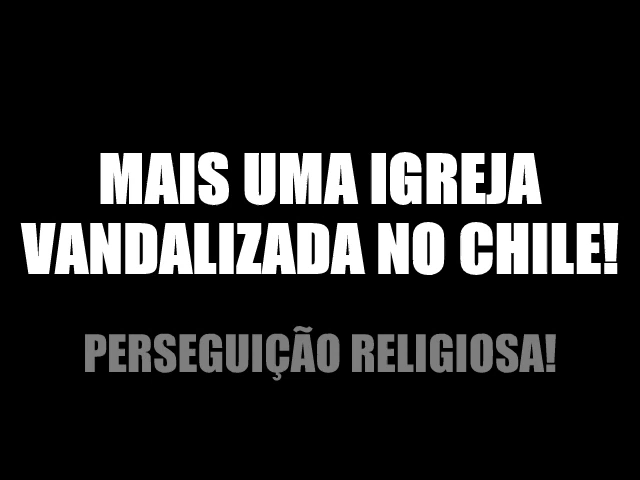 MAIS UMA IGREJA
VANDALIZADA NO CHILE!
PERSEGUIÇÃO RELIGIOSA!